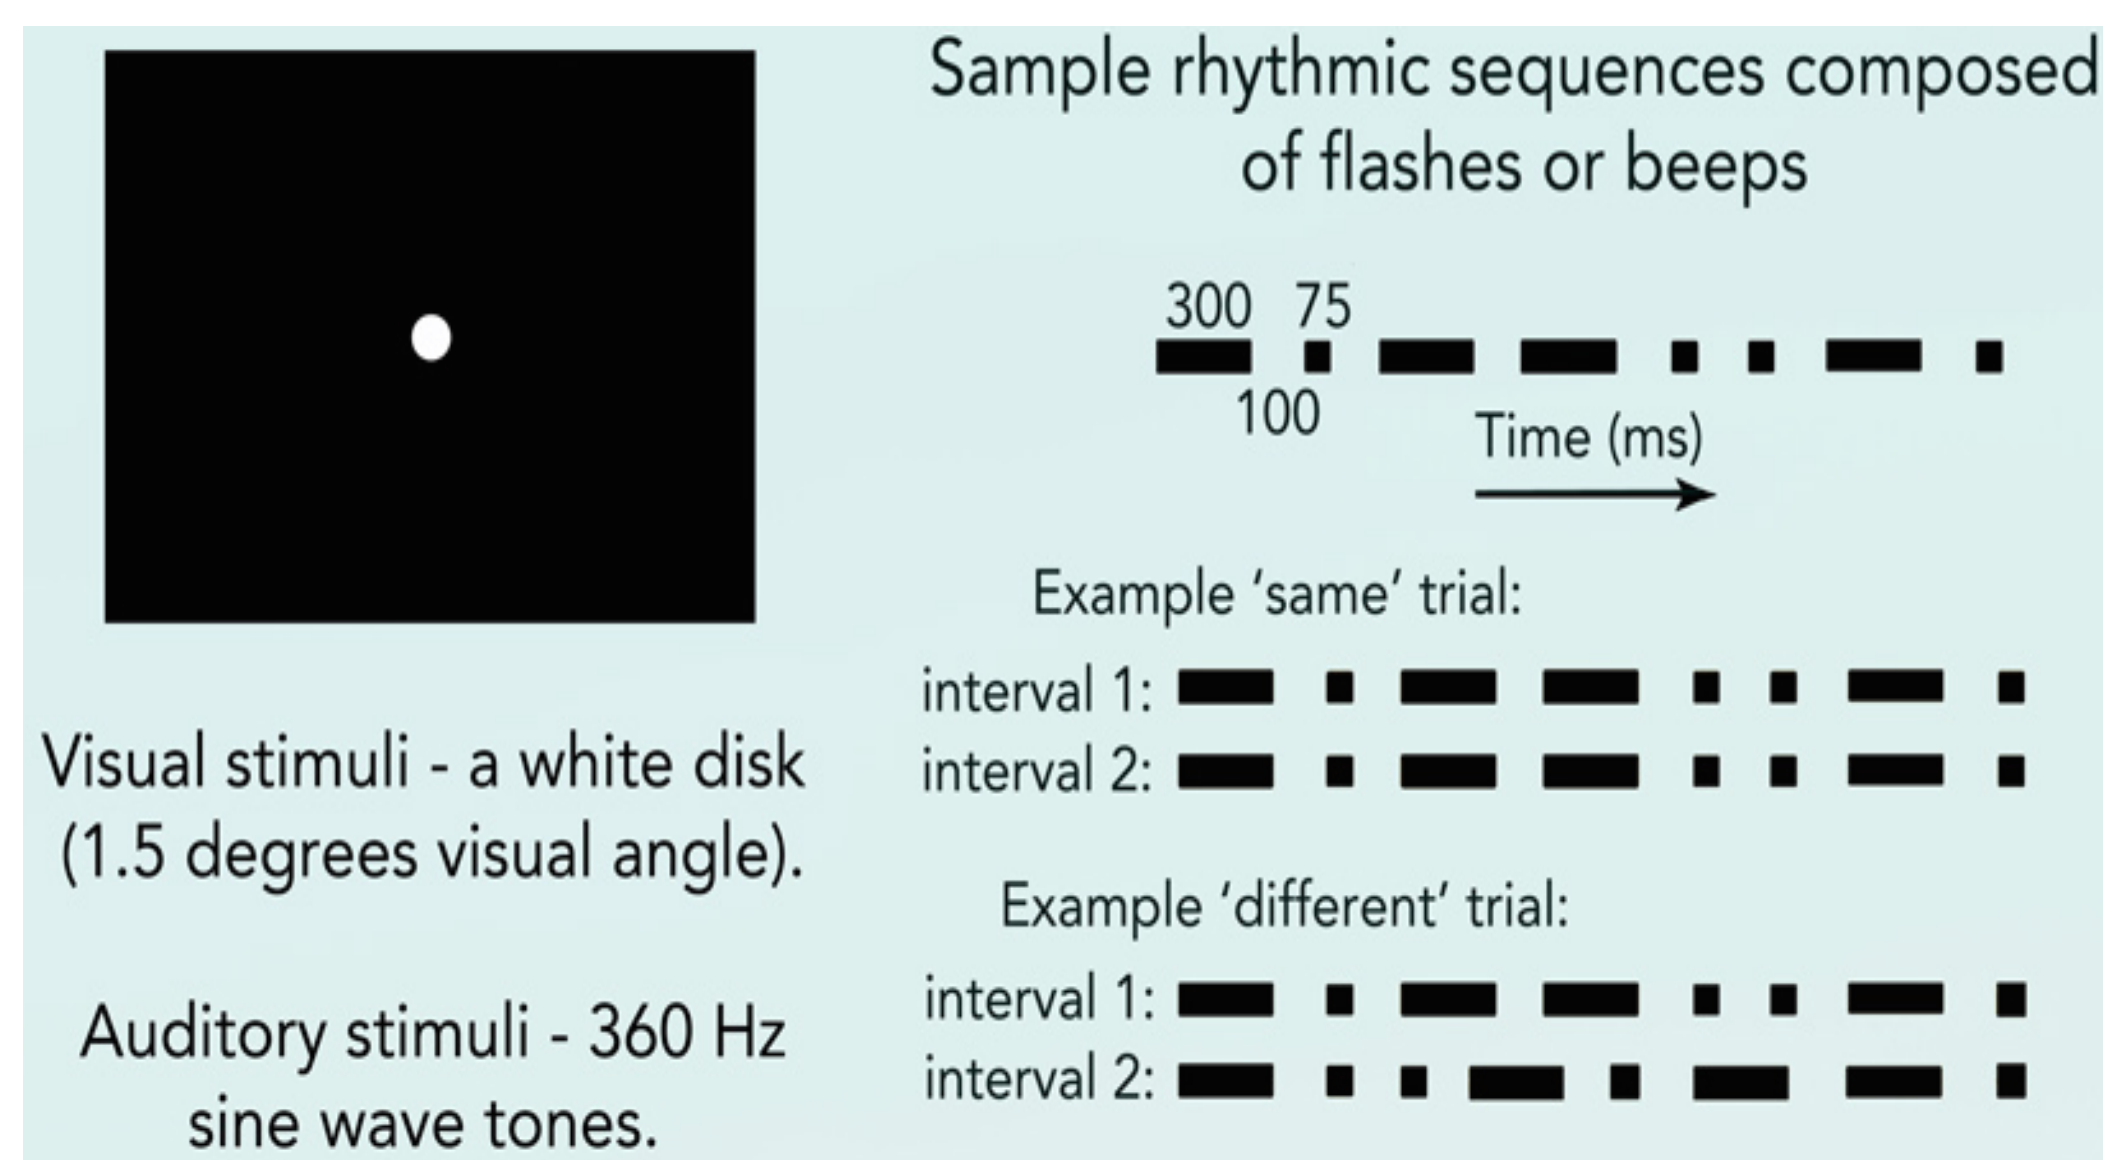 Sample rhythmic sequences composed
of flashes or beeps
300 75
100
Time (ms)
Example ‘same’ trial:
interval 1:
interval 2:
Example ‘different’ trial:
interval 1:
interval 2:
Visual stimuli - a white disk
(1.5 degrees visual angle).
Auditory stimuli - 360 Hz
sine wave tones.